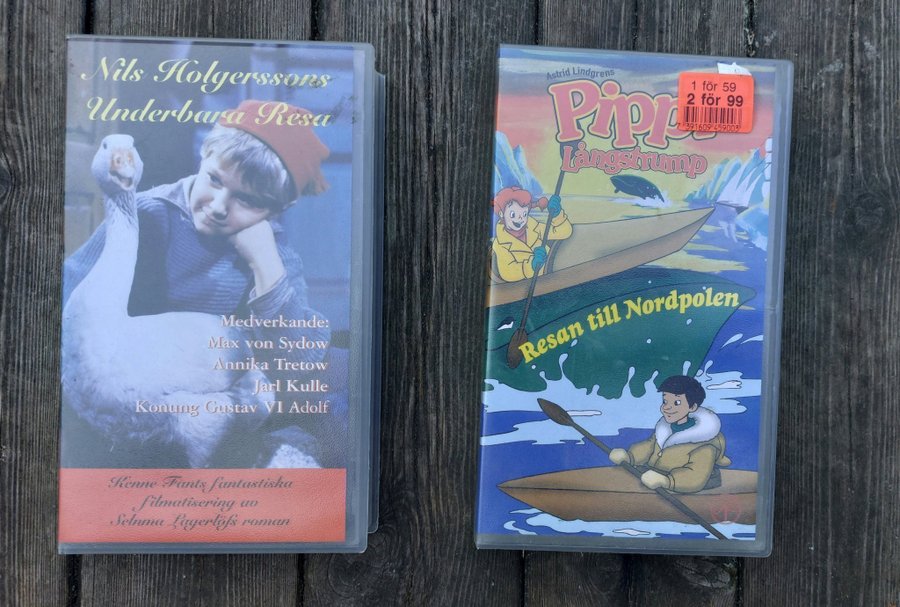 Nils Holgerssons
Underbara Resa
Medverkande:
Max von Sydow
Annika Tretow
Jarl Kulle
Konung Gustav VI Adolf
Kenne Fants fantastiska
filmatisering av
Selma Lagerlöfs roman
Astrid Lindgrens
Pippi
Långstrump
1 för 59
2 för 99
Resan till Nordpolen